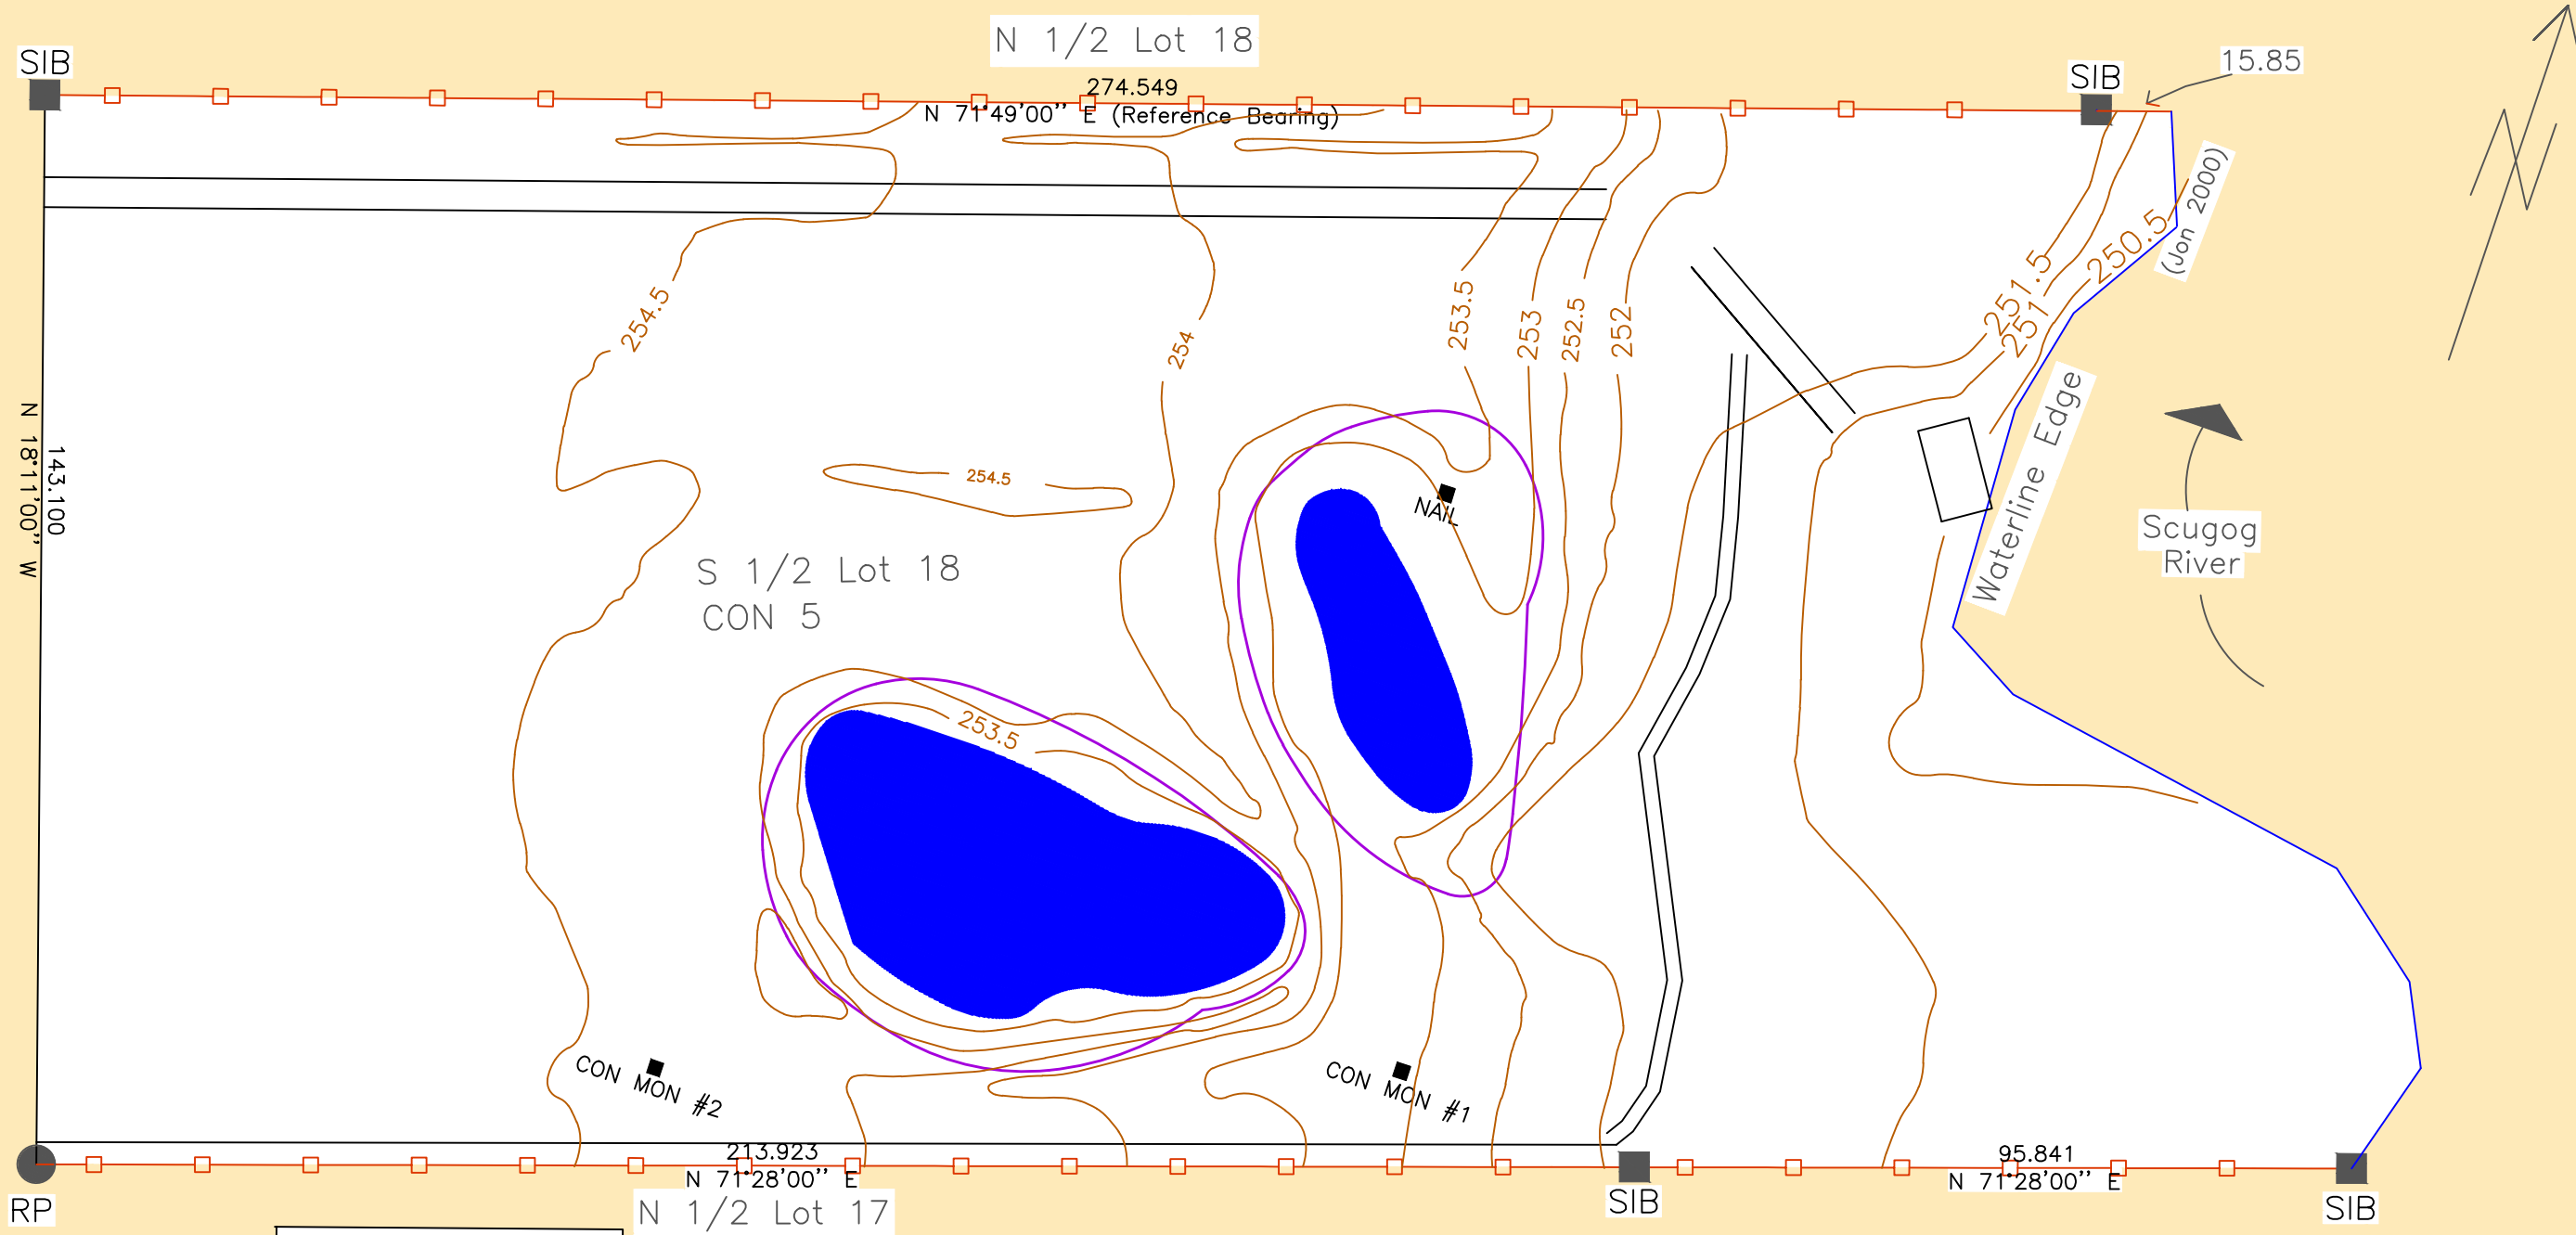 N 1/2 Lot 18
SIB
274.549
N 71°49'00'' E (Reference Bearing)
SIB
15.85
(Jan 2000)
250.5
251.5
251
254.5
254
253.5
253
252.5
252
N 18°11'00'' W
143.100
254.5
NAIL
Waterline Edge
Scugog
River
S 1/2 Lot 18
CON 5
253.5
CON MON #2
CON MON #1
213.923
N 71°28'00'' E
95.841
N 71°28'00'' E
RP
N 1/2 Lot 17
SIB
SIB